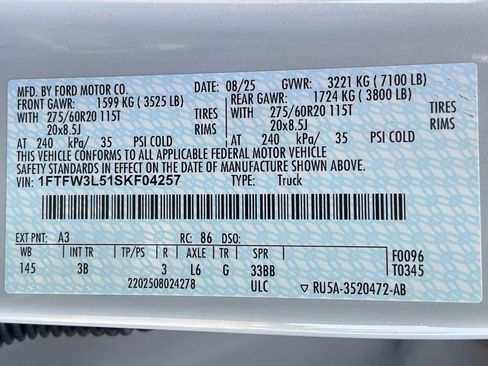 MFD. BY FORD MOTOR CO. 08/25 GVWR: 3221 KG ( 7100 LB)
FRONT GAWR: 1599 KG ( 3525 LB) REAR GAWR: 1724 KG ( 3800 LB)
WITH 275/60R20 115T TIRES WITH 275/60R20 115T TIRES
20x8.5J RIMS 20x8.5J RIMS
AT 240 kPa/ 35 PSI COLD AT 240 kPa/ 35 PSI COLD
THIS VEHICLE CONFORMS TO ALL APPLICABLE FEDERAL MOTOR VEHICLE
SAFETY STANDARDS IN EFFECT ON THE DATE OF MANUFACTURE SHOWN ABOVE.
VIN: 1FTFW3L51SKF04257 TYPE: Truck
EXT PNT: A3 RC: 86 DSO:
WB INT TR TP/PS R AXLE TR SPR F0096
145 3B 3 L6 G 33BB T0345
2202508024278 ULC ▽ RU5A-3520472-AB